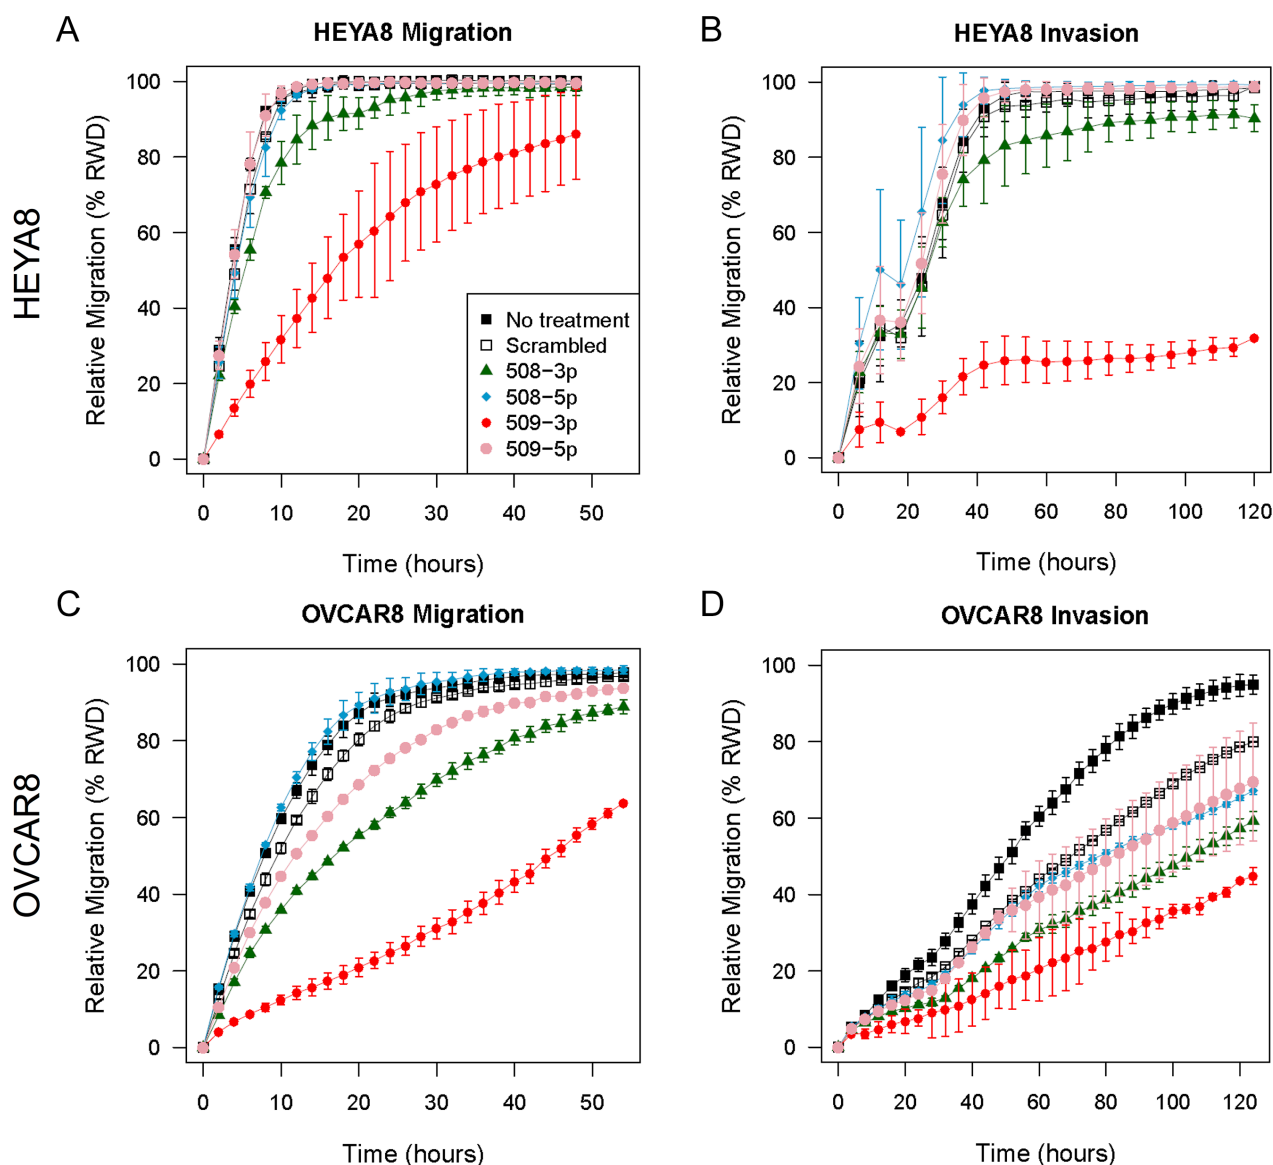 A
HEYA8 Migration
HEYA8
Relative Migration (% RWD)
100
80
60
40
20
0
No treatment
Scrambled
508−3p
508−5p
509−3p
509−5p
0 10 20 30 40 50
Time (hours)
B
HEYA8 Invasion
Relative Migration (% RWD)
100
80
60
40
20
0
0 20 40 60 80 100 120
Time (hours)
C
OVCAR8 Migration
OVCAR8
Relative Migration (% RWD)
100
80
60
40
20
0
0 10 20 30 40 50
Time (hours)
D
OVCAR8 Invasion
Relative Migration (% RWD)
100
80
60
40
20
0
0 20 40 60 80 100 120
Time (hours)